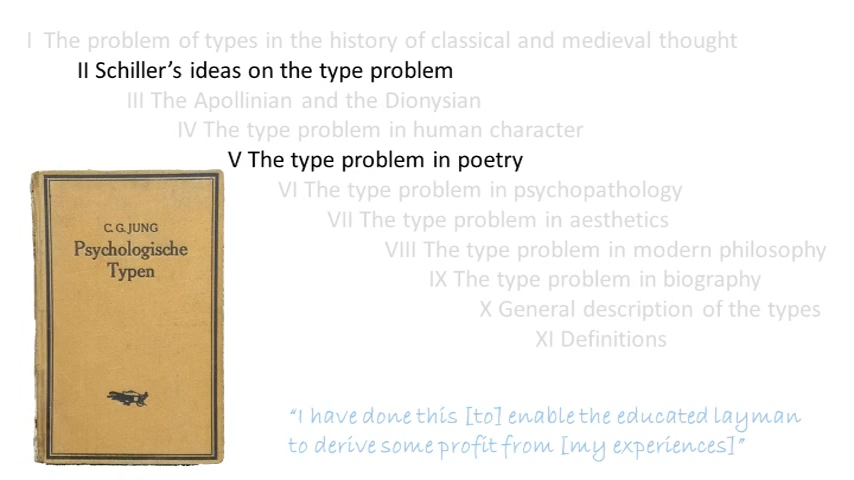 I The problem of types in the history of classical and medieval thought
II Schiller’s ideas on the type problem
III The Apollinian and the Dionysian
IV The type problem in human character
V The type problem in poetry
VI The type problem in psychopathology
VII The type problem in aesthetics
VIII The type problem in modern philosophy
IX The type problem in biography
X General description of the types
XI Definitions
C. G. JUNG
Psychologische
Typen
“I have done this [to] enable the educated layman
to derive some profit from [my experiences]”